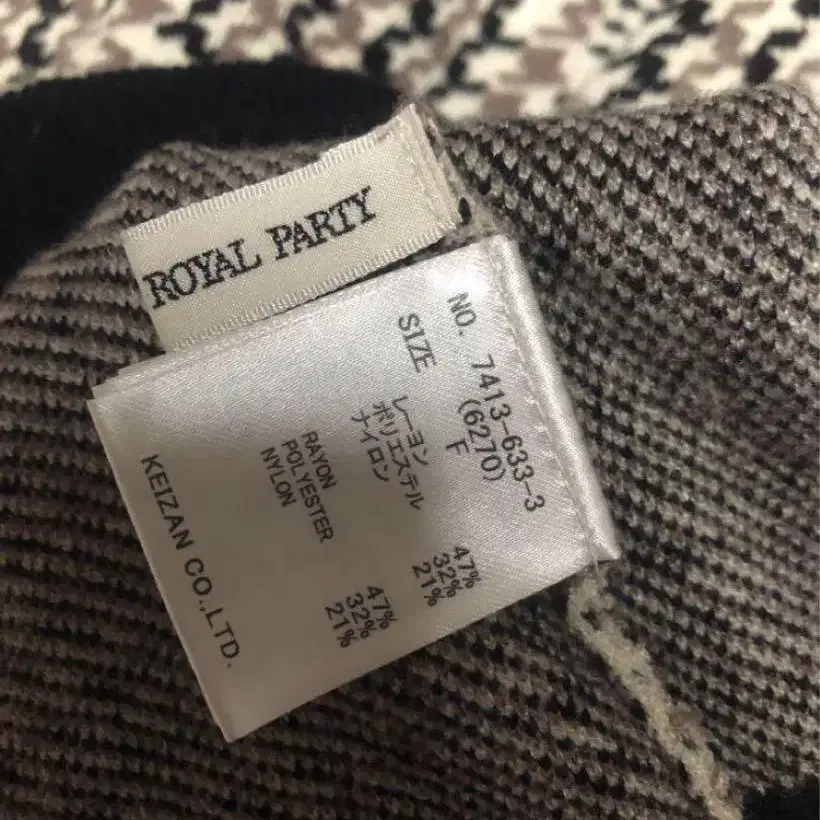 ROYAL PARTY
NO. 7413-633-3
(6270)
SIZE F
レーヨン 47%
ポリエステル 32%
ナイロン 21%
RAYON 47%
POLYESTER 32%
NYLON 21%
KEIZAN CO.,LTD.